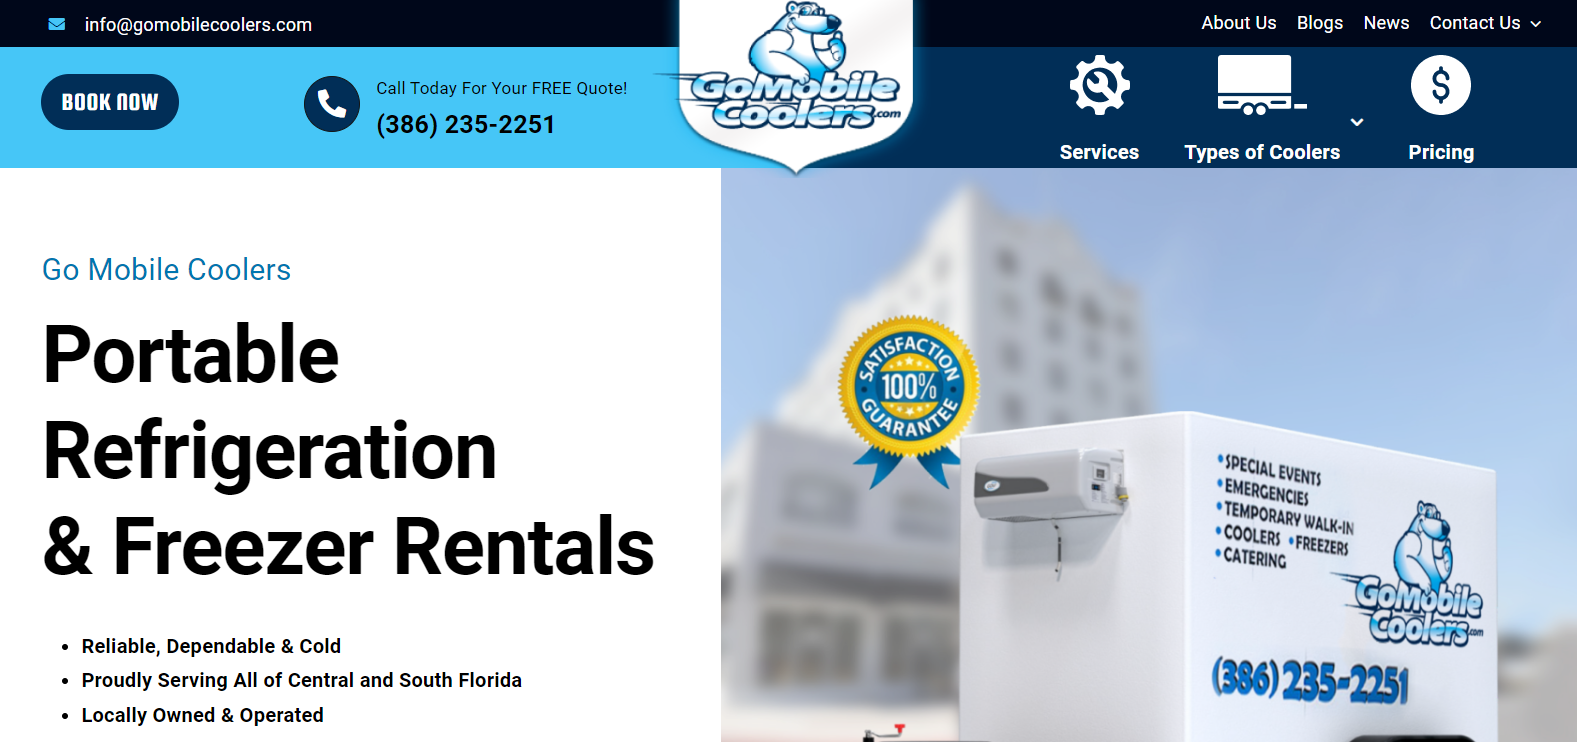 info@gomobilecoolers.com
About Us Blogs News Contact Us
BOOK NOW
Call Today For Your FREE Quote!
(386) 235-2251
GoMobile
Coolers.com
Services
Types of Coolers
Pricing
Go Mobile Coolers
Portable
Refrigeration
& Freezer Rentals
• Reliable, Dependable & Cold
• Proudly Serving All of Central and South Florida
• Locally Owned & Operated
SATISFACTION
100%
GUARANTEE
•SPECIAL EVENTS
•EMERGENCIES
•TEMPORARY WALK-IN
•COOLERS •FREEZERS
•CATERING
GoMobile
Coolers.com
(386) 235-2251